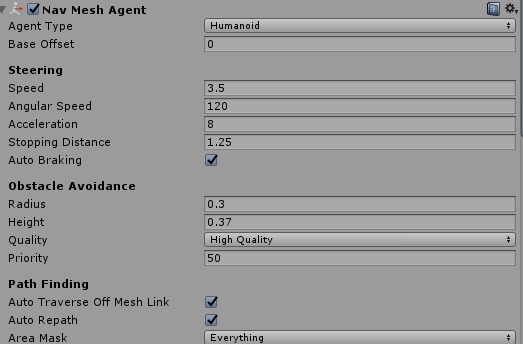 Nav Mesh Agent
Agent Type Humanoid
Base Offset 0
Steering
Speed 3.5
Angular Speed 120
Acceleration 8
Stopping Distance 1.25
Auto Braking
Obstacle Avoidance
Radius 0.3
Height 0.37
Quality High Quality
Priority 50
Path Finding
Auto Traverse Off Mesh Link
Auto Repath
Area Mask Everything